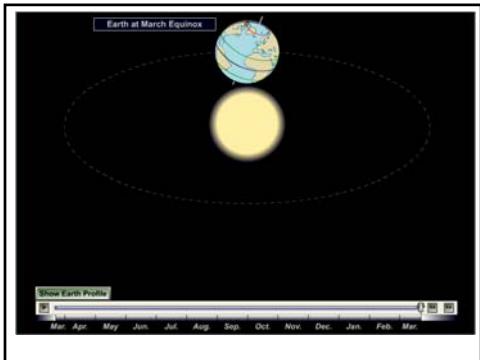 Earth at March Equinox
Show Earth Profile
Mar. Apr. May Jun. Jul. Aug. Sep. Oct. Nov. Dec. Jan. Feb. Mar.